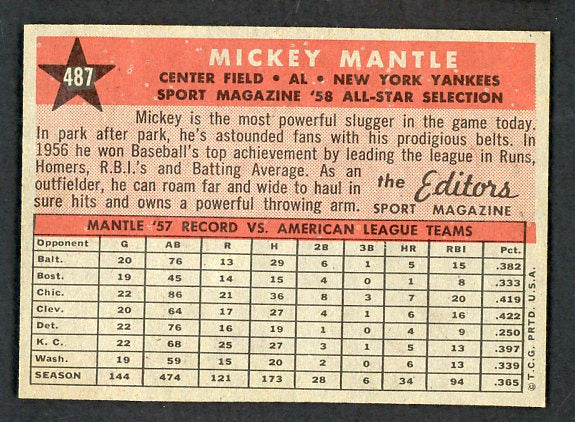 487
MICKEY MANTLE
CENTER FIELD • AL • NEW YORK YANKEES
SPORT MAGAZINE '58 ALL-STAR SELECTION
Mickey is the most powerful slugger in the game today.
In park after park, he's astounded fans with his prodigious belts. In
1956 he won Baseball's top achievement by leading the league in Runs,
Homers, R.B.I.'s and Batting Average. As an
outfielder, he can roam far and wide to haul in
sure hits and owns a powerful throwing arm.
the Editors
SPORT MAGAZINE
MANTLE '57 RECORD VS. AMERICAN LEAGUE TEAMS
Opponent G AB R H 2B 3B HR RBI Pct.
Balt. 20 76 13 29 6 1 5 15 .382
Bost. 19 45 14 15 4 0 1 8 .333
Chic. 22 86 21 36 8 3 7 20 .419
Clev. 20 64 17 27 4 1 6 16 .422
Det. 22 76 16 19 1 0 4 9 .250
K. C. 22 68 25 27 3 1 5 13 .397
Wash. 19 59 15 20 2 0 6 13 .339
SEASON 144 474 121 173 28 6 34 94 .365
© T.C.G. PRTD. U.S.A.